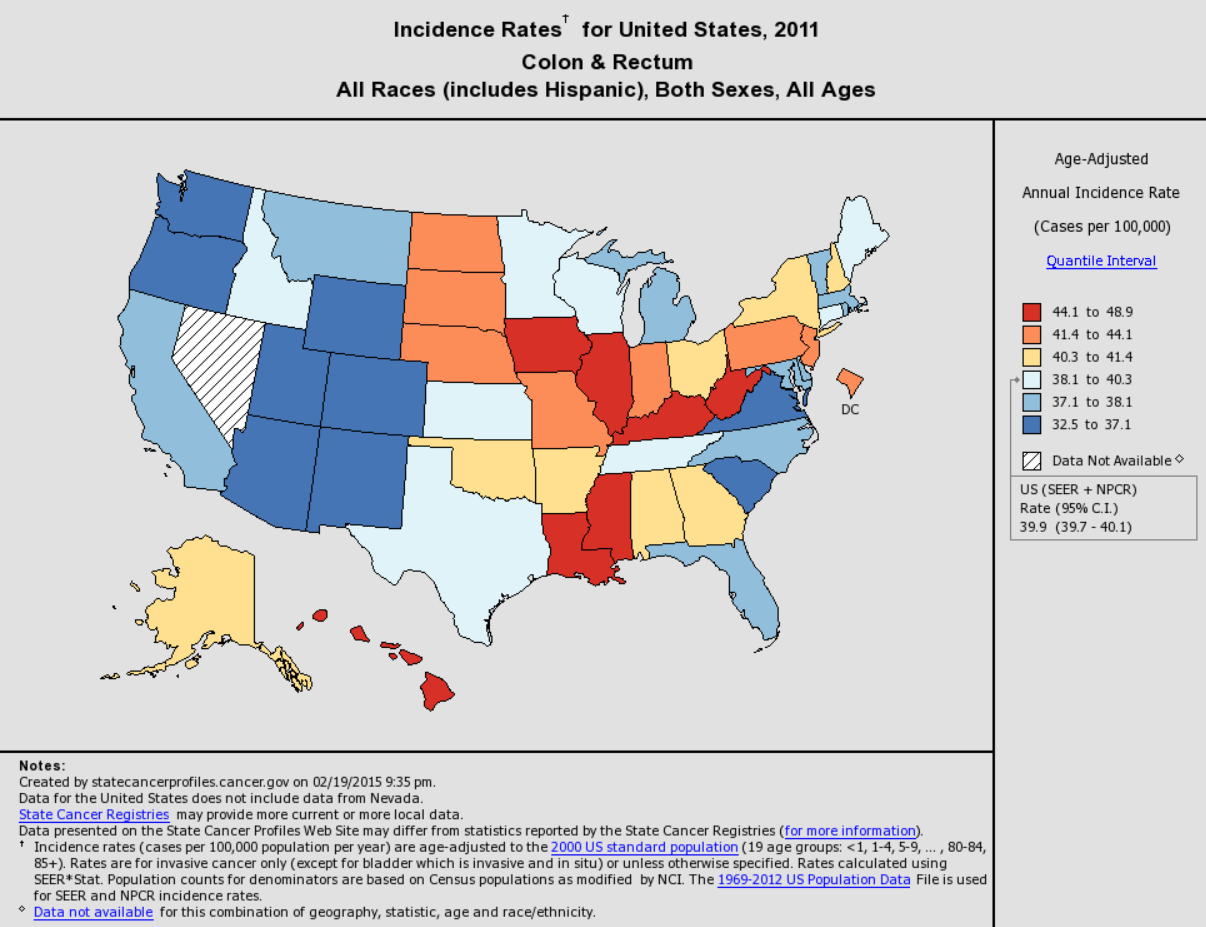 Incidence Rates† for United States, 2011
Colon & Rectum
All Races (includes Hispanic), Both Sexes, All Ages
Age-Adjusted
Annual Incidence Rate
(Cases per 100,000)
Quantile Interval
44.1 to 48.9
41.4 to 44.1
40.3 to 41.4
38.1 to 40.3
37.1 to 38.1
32.5 to 37.1
Data Not Available ◇
US (SEER + NPCR)
Rate (95% C.I.)
39.9 (39.7 - 40.1)
DC
Notes:
Created by statecancerprofiles.cancer.gov on 02/19/2015 9:35 pm.
Data for the United States does not include data from Nevada.
State Cancer Registries may provide more current or more local data.
Data presented on the State Cancer Profiles Web Site may differ from statistics reported by the State Cancer Registries (for more information).
† Incidence rates (cases per 100,000 population per year) are age-adjusted to the 2000 US standard population (19 age groups: <1, 1-4, 5-9, ... , 80-84,
85+). Rates are for invasive cancer only (except for bladder which is invasive and in situ) or unless otherwise specified. Rates calculated using
SEER*Stat. Population counts for denominators are based on Census populations as modified by NCI. The 1969-2012 US Population Data File is used
for SEER and NPCR incidence rates.
◇ Data not available for this combination of geography, statistic, age and race/ethnicity.